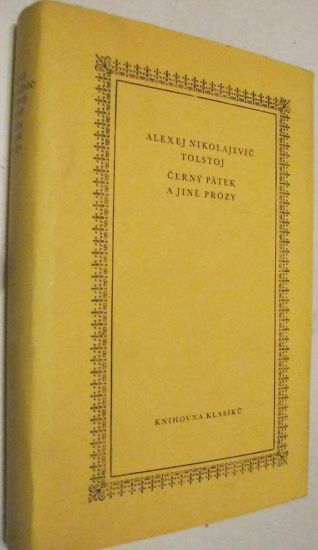 ALEXEJ NIKOLAJEVIČ
TOLSTOJ
ČERNÝ PÁTEK
A JINÉ PRÓZY
KNIHOVNA KLASIKŮ